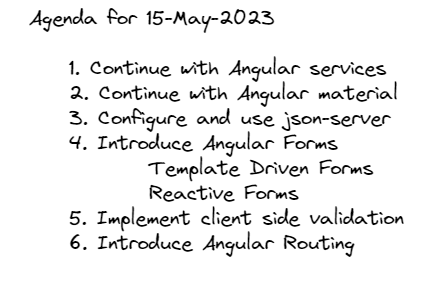 Agenda for 15-May-2023
1. Continue with Angular services
2. Continue with Angular material
3. Configure and use json-server
4. Introduce Angular Forms
Template Driven Forms
Reactive Forms
5. Implement client side validation
6. Introduce Angular Routing